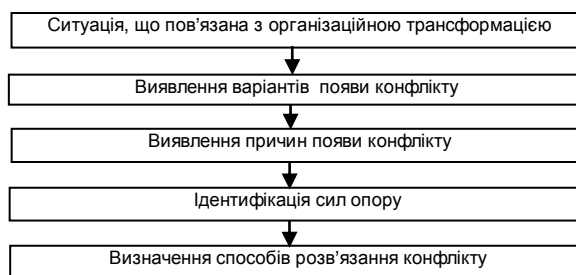 Ситуація, що пов’язана з організаційною трансформацією
Виявлення варіантів появи конфлікту
Виявлення причин появи конфлікту
Ідентифікація сил опору
Визначення способів розв’язання конфлікту